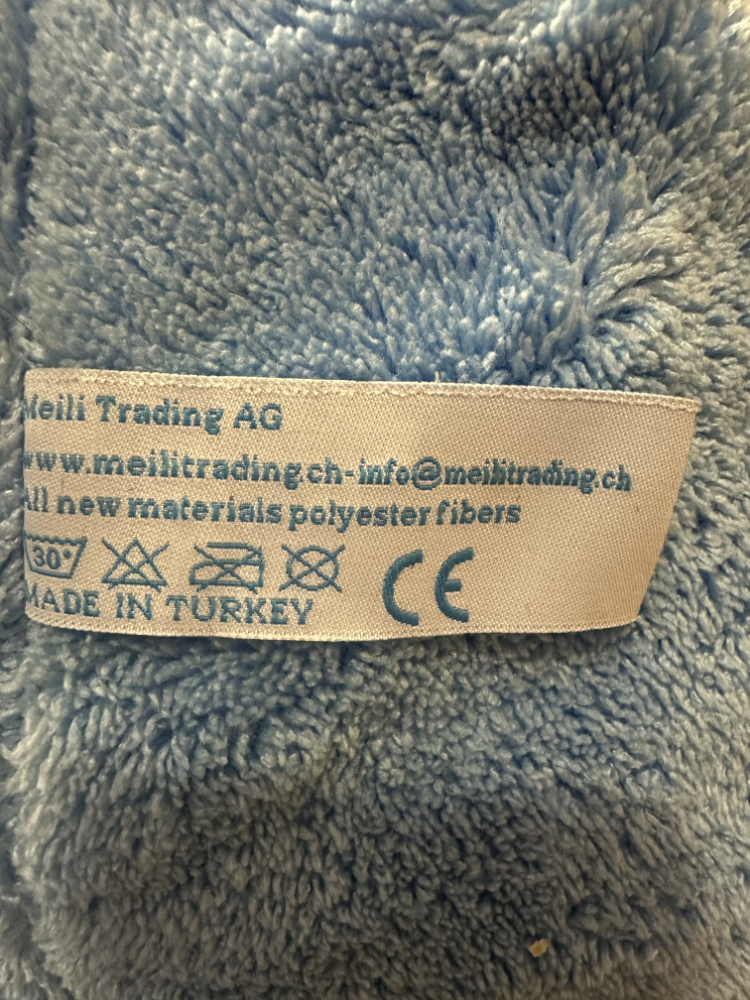 Meili Trading AG
www.meilitrading.ch-info@meilitrading.ch
All new materials polyester fibers
30°
MADE IN TURKEY
CE